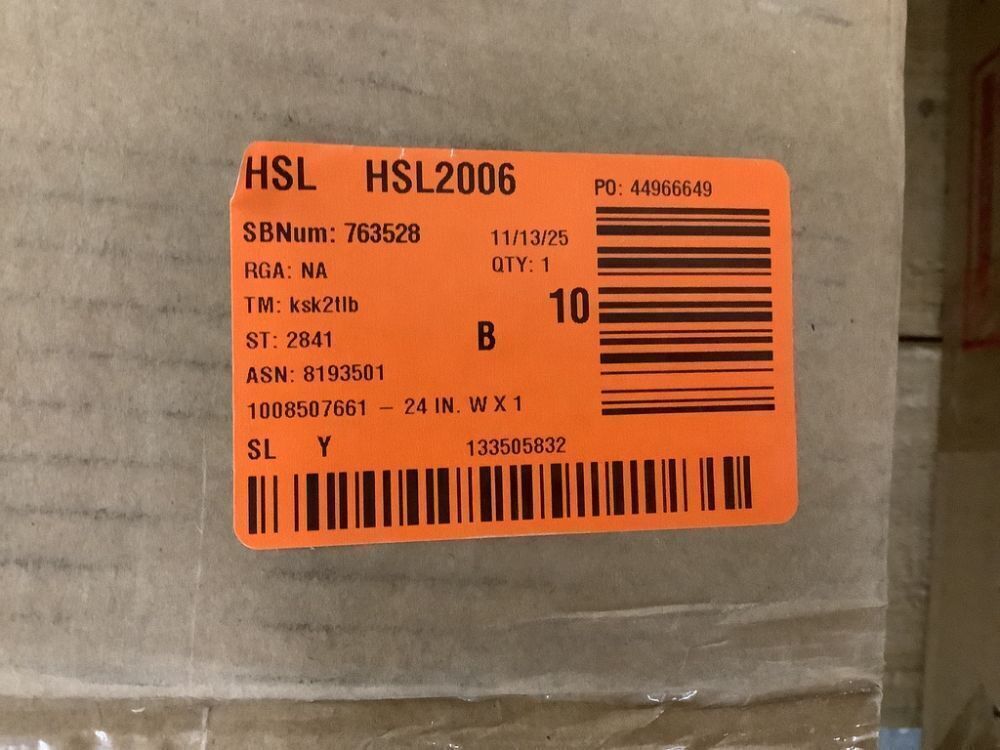 HSL HSL2006
PO: 44966649
SBNum: 763528
11/13/25
RGA: NA
QTY: 1
TM: ksk2tlb
10
ST: 2841
B
ASN: 8193501
1008507661 – 24 IN. W X 1
SL Y
133505832